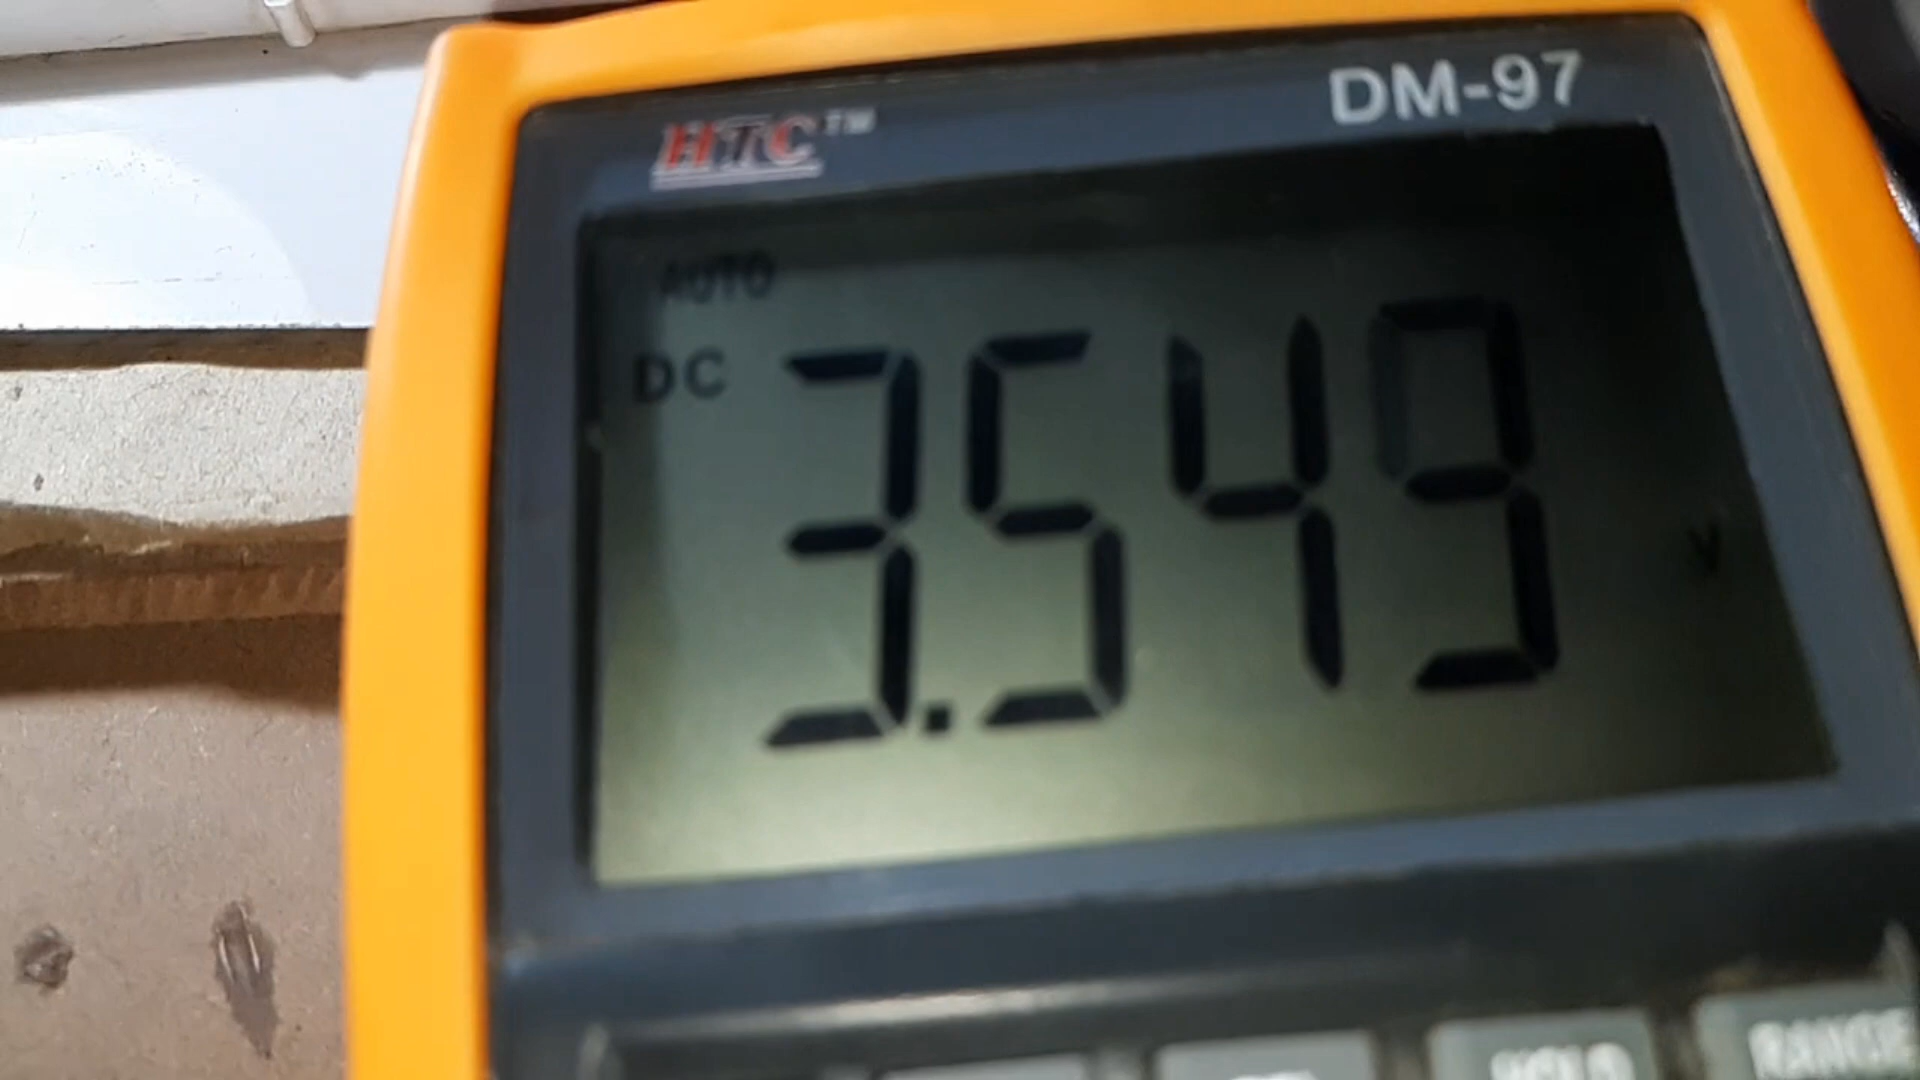 HTC™
DM-97
AUTO
DC
3.549
V
HOLD
RANGE